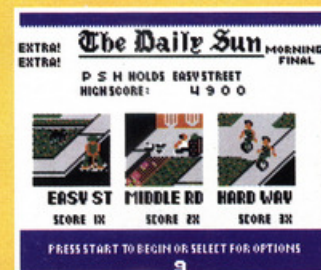 EXTRA!
EXTRA!
The Daily Sun
MORNING
FINAL
P S H HOLDS EASY STREET
HIGH SCORE: 4900
EASY ST MIDDLE RD HARD WAY
SCORE 1X SCORE 2X SCORE 3X
PRESS START TO BEGIN OR SELECT FOR OPTIONS
9